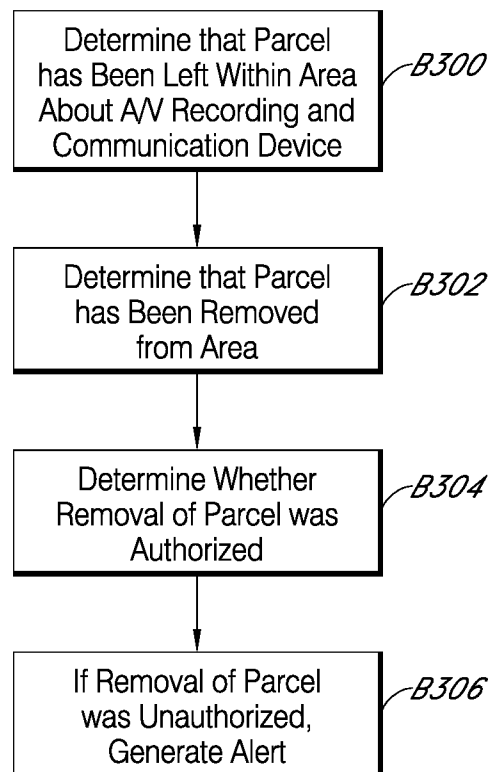 Determine that Parcel
has Been Left Within Area
About A/V Recording and
Communication Device
B300
Determine that Parcel
has Been Removed
from Area
B302
Determine Whether
Removal of Parcel was
Authorized
B304
If Removal of Parcel
was Unauthorized,
Generate Alert
B306